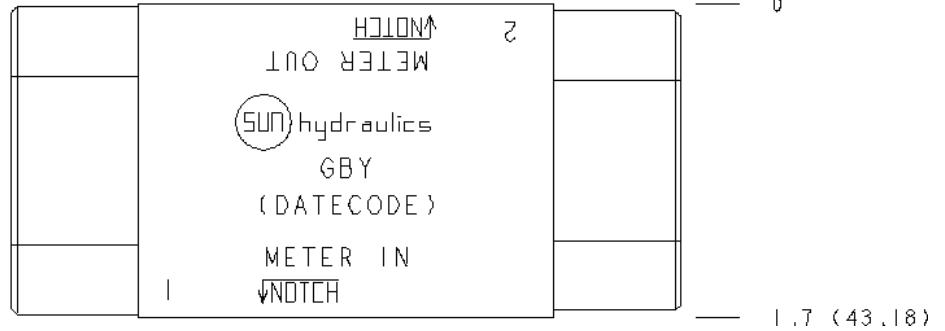 0
↑NOTCH 2
METER OUT
SUN hydraulics
GBY
(DATECODE)
METER IN
1 ↓NOTCH
1.7 (43.18)